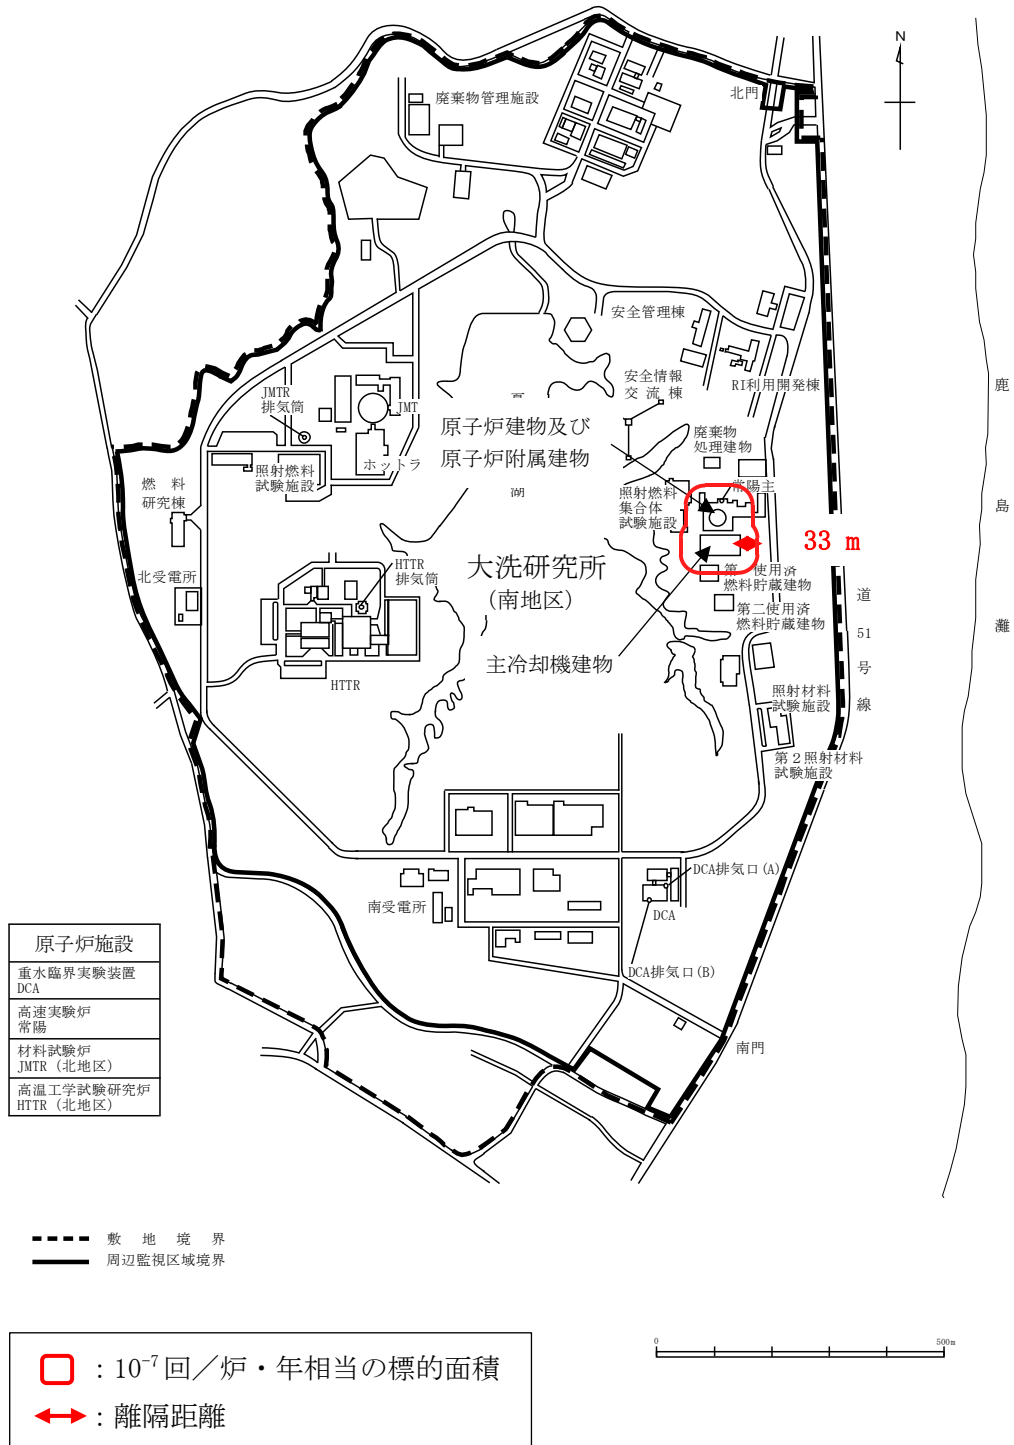 N
北門
廃棄物管理施設
安全管理棟
RI利用開発棟
安全情報
交流棟
JMTR
排気筒
JMT
原子炉建物及び
原子炉附属建物
廃棄物
処理建物
ホットラ
照射燃料
試験施設
湖
燃料
研究棟
照射燃料
集合体
試験施設
常陽主
33 m
鹿
島
灘
大洗研究所
(南地区)
HTTR
排気筒
北受電所
第一使用済
燃料貯蔵建物
第二使用済
燃料貯蔵建物
道
51
号
線
主冷却機建物
HTTR
照射材料
試験施設
第2照射材料
試験施設
DCA排気口(A)
南受電所
DCA
DCA排気口(B)
南門
原子炉施設
重水臨界実験装置
DCA
高速実験炉
常陽
材料試験炉
JMTR (北地区)
高温工学試験研究炉
HTTR (北地区)
敷地境界
周辺監視区域境界
0 500m
:10⁻⁷回/炉・年相当の標的面積
:離隔距離